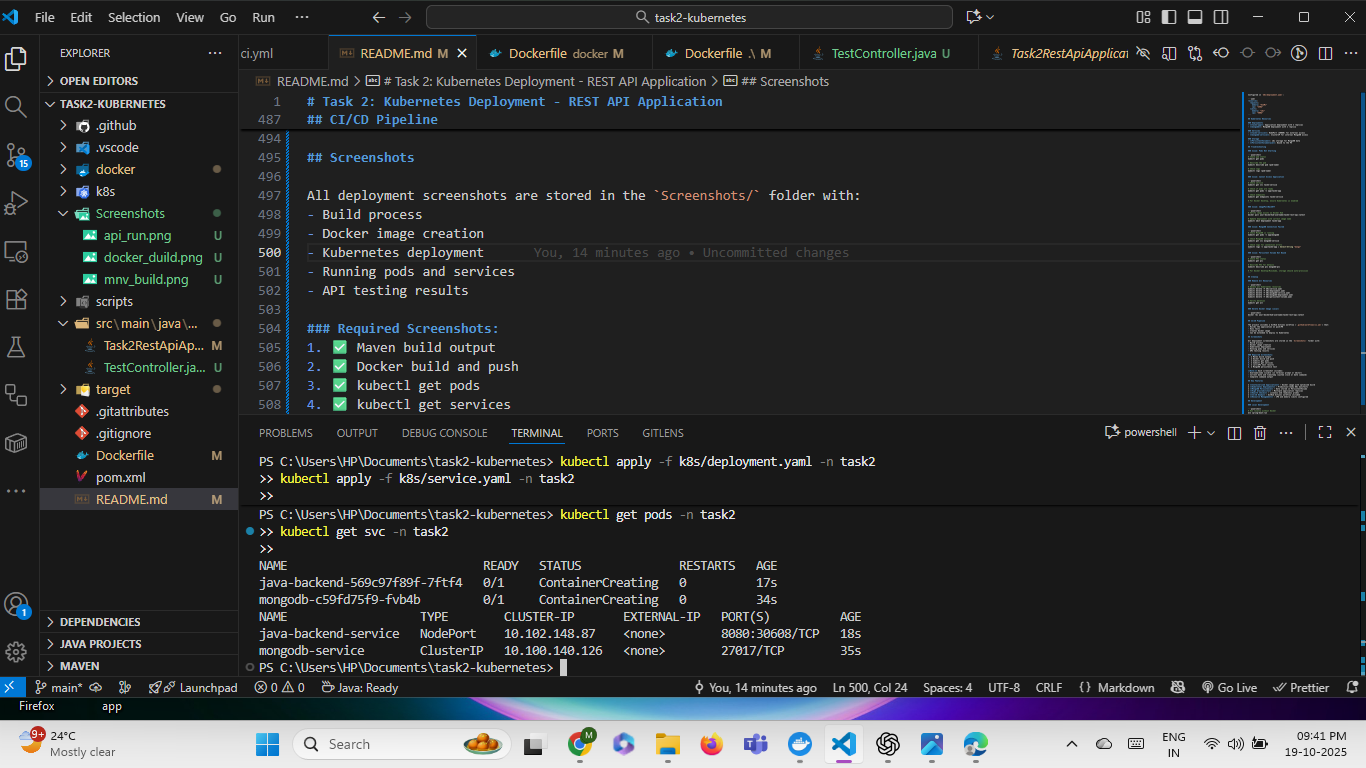 File Edit Selection View Go Run ··· task2-kubernetes
EXPLORER ···
OPEN EDITORS
TASK2-KUBERNETES
.github
.vscode
docker
k8s
Screenshots
api_run.png U
docker_duild.png U
mnv_build.png U
scripts
src\main\java\...
Task2RestApiAp... M
TestController.ja... U
target
.gitattributes
.gitignore
Dockerfile M
pom.xml
README.md M
DEPENDENCIES
JAVA PROJECTS
MAVEN
15
1
ci.yml README.md M Dockerfile docker M Dockerfile .\ M TestController.java U Task2RestApiApplicat
README.md > # Task 2: Kubernetes Deployment - REST API Application > ## Screenshots
1 # Task 2: Kubernetes Deployment - REST API Application
487 ## CI/CD Pipeline
494
495 ## Screenshots
496
497 All deployment screenshots are stored in the `Screenshots/` folder with:
498 - Build process
499 - Docker image creation
500 - Kubernetes deployment You, 14 minutes ago • Uncommitted changes
501 - Running pods and services
502 - API testing results
503
504 ### Required Screenshots:
505 1. ✅ Maven build output
506 2. ✅ Docker build and push
507 3. ✅ kubectl get pods
508 4. ✅ kubectl get services
PROBLEMS OUTPUT DEBUG CONSOLE TERMINAL PORTS GITLENS powershell
PS C:\Users\HP\Documents\task2-kubernetes> kubectl apply -f k8s/deployment.yaml -n task2
>> kubectl apply -f k8s/service.yaml -n task2
>>
PS C:\Users\HP\Documents\task2-kubernetes> kubectl get pods -n task2
>> kubectl get svc -n task2
>>
NAME READY STATUS RESTARTS AGE
java-backend-569c97f89f-7ftf4 0/1 ContainerCreating 0 17s
mongodb-c59fd75f9-fvb4b 0/1 ContainerCreating 0 34s
NAME TYPE CLUSTER-IP EXTERNAL-IP PORT(S) AGE
java-backend-service NodePort 10.102.148.87 <none> 8080:30608/TCP 18s
mongodb-service ClusterIP 10.100.140.126 <none> 27017/TCP 35s
PS C:\Users\HP\Documents\task2-kubernetes>
main* Launchpad 0 0 Java: Ready You, 14 minutes ago Ln 500, Col 24 Spaces: 4 UTF-8 CRLF {} Markdown Go Live Prettier
Firefox app
9+ 24°C
Mostly clear
Search
M
ENG
IN
09:41 PM
19-10-2025